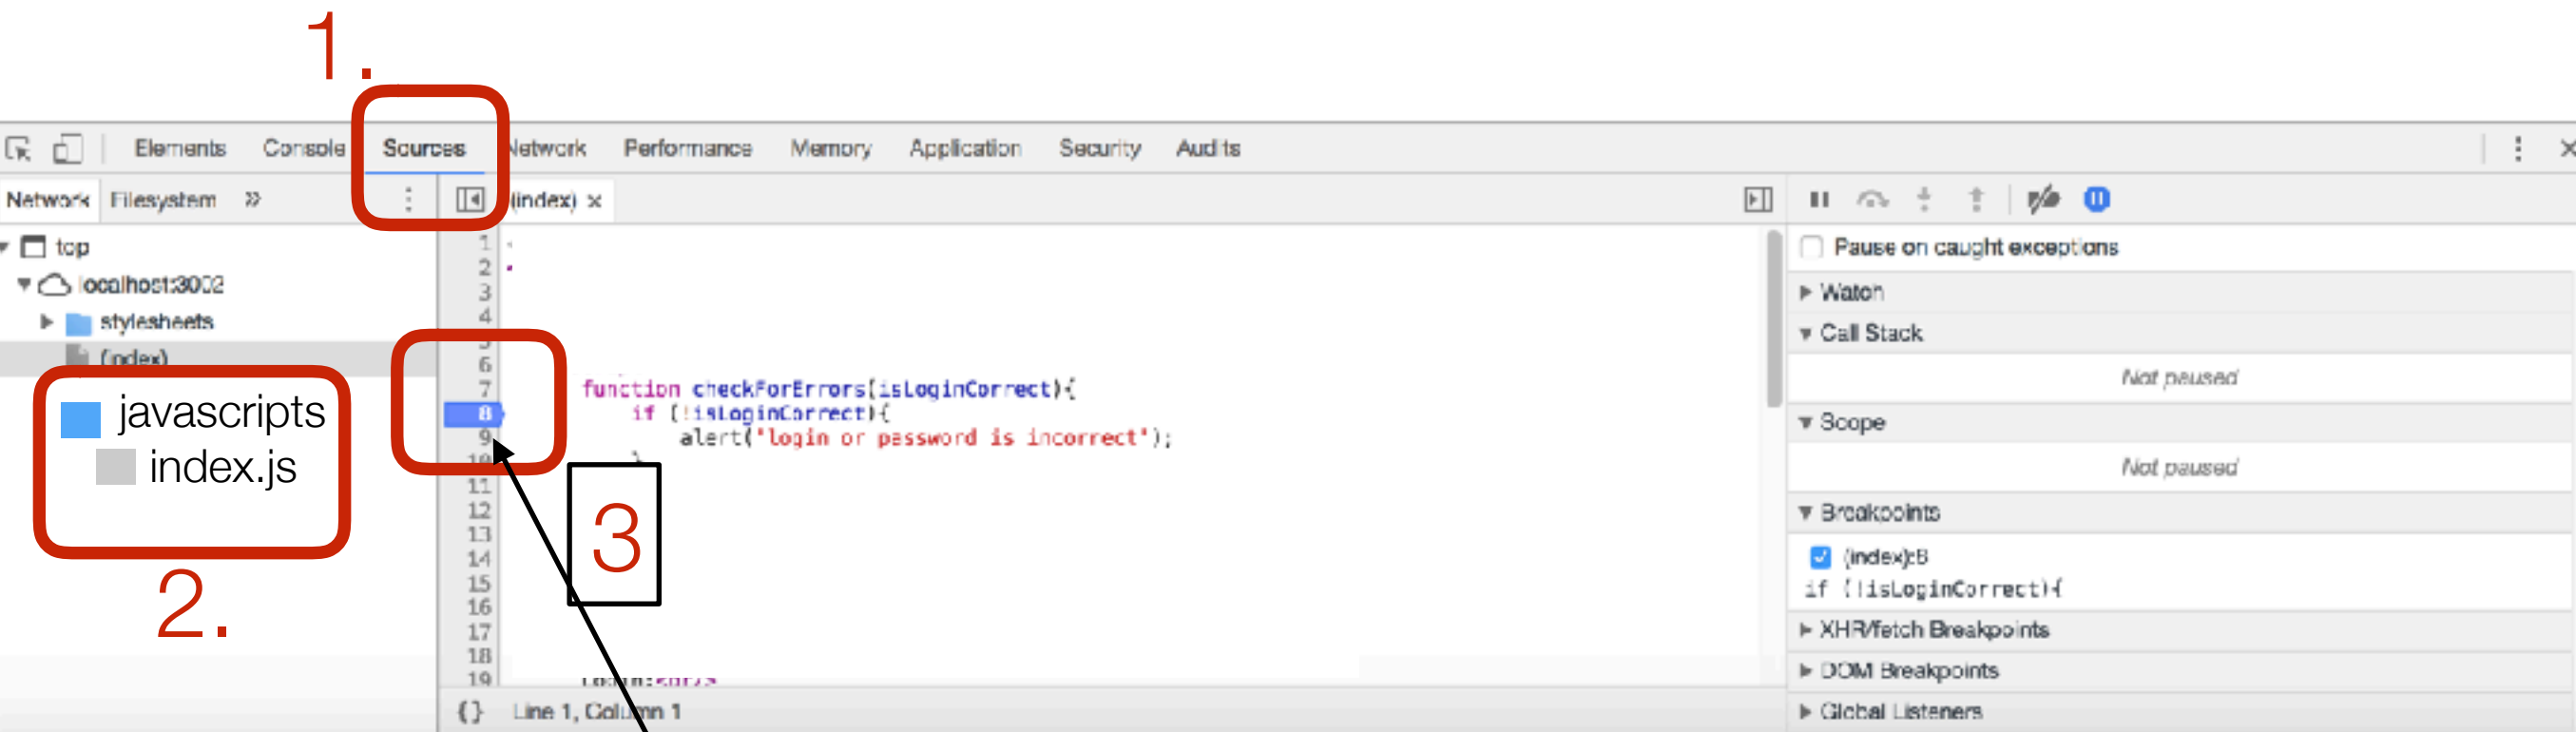 1.
Elements Console Sources Network Performance Memory Application Security Audits
Network Filesystem » (index) ×
top
localhost:3002
stylesheets
(index)
javascripts
index.js
2.
1
2
3
4
5
6
7 function checkForErrors(isLoginCorrect){
8 if (!isLoginCorrect){
9 alert("login or password is incorrect");
10 }
11
12
13
14
15
16
17
18
19
3
{} Line 1, Column 1
Pause on caught exceptions
Watch
Call Stack
Not paused
Scope
Not paused
Breakpoints
(index):8
if (!isLoginCorrect){
XHR/fetch Breakpoints
DOM Breakpoints
Global Listeners